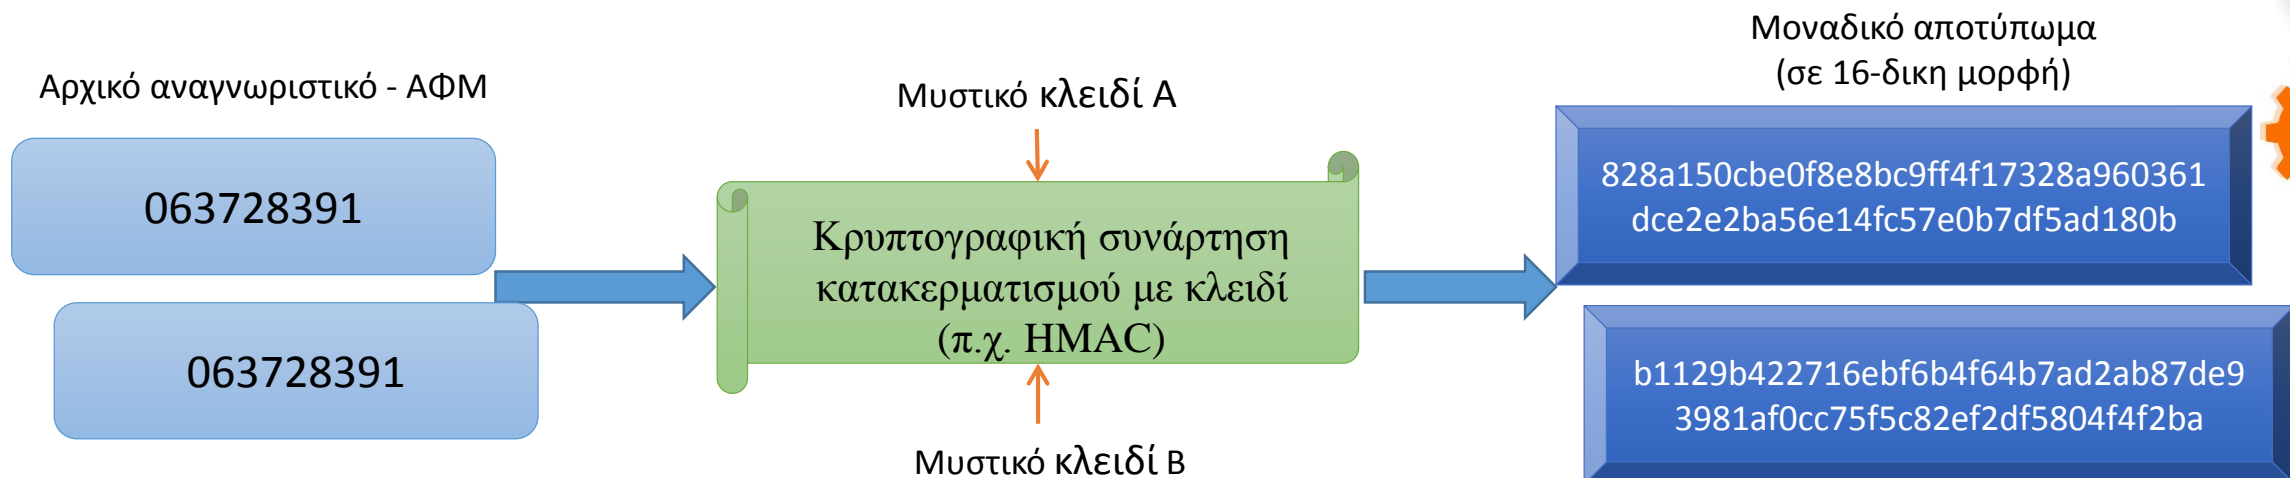 Αρχικό αναγνωριστικό - ΑΦΜ
063728391
063728391
Μυστικό κλειδί Α
Κρυπτογραφική συνάρτηση
κατακερματισμού με κλειδί
(π.χ. HMAC)
Μυστικό κλειδί Β
Μοναδικό αποτύπωμα
(σε 16-δικη μορφή)
828a150cbe0f8e8bc9ff4f17328a960361
dce2e2ba56e14fc57e0b7df5ad180b
b1129b422716ebf6b4f64b7ad2ab87de9
3981af0cc75f5c82ef2df5804f4f2ba